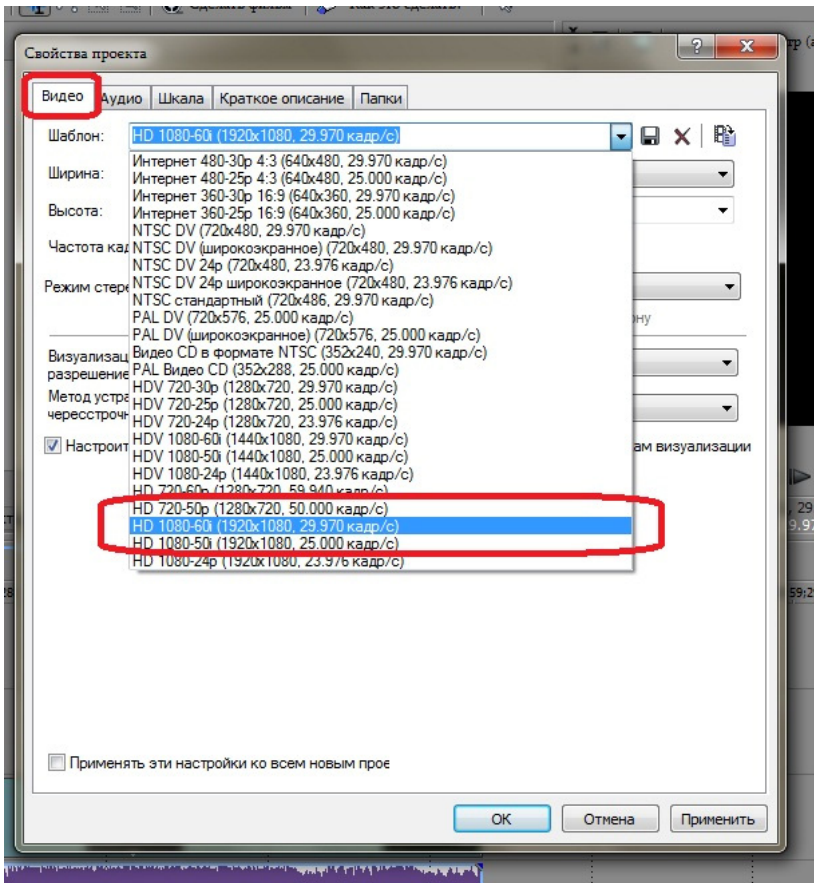 Сделать фильм Как это сделать?
Свойства проекта
Видео Аудио Шкала Краткое описание Папки
Шаблон: HD 1080-60i (1920x1080, 29.970 кадр/с)
Интернет 480-30p 4:3 (640x480, 29.970 кадр/с)
Ширина:
Интернет 480-25p 4:3 (640x480, 25.000 кадр/с)
Интернет 360-30p 16:9 (640x360, 29.970 кадр/с)
Высота:
Интернет 360-25p 16:9 (640x360, 25.000 кадр/с)
NTSC DV (720x480, 29.970 кадр/с)
Частота кад
NTSC DV (широкоэкранное) (720x480, 29.970 кадр/с)
NTSC DV 24p (720x480, 23.976 кадр/с)
Режим стере
NTSC DV 24p широкоэкранное (720x480, 23.976 кадр/с)
NTSC стандартный (720x486, 29.970 кадр/с)
PAL DV (720x576, 25.000 кадр/с)
ону
PAL DV (широкоэкранное) (720x576, 25.000 кадр/с)
Визуализац
Видео CD в формате NTSC (352x240, 29.970 кадр/с)
разрешение
PAL Видео CD (352x288, 25.000 кадр/с)
HDV 720-30p (1280x720, 29.970 кадр/с)
Метод устра
HDV 720-25p (1280x720, 25.000 кадр/с)
чересстроч
HDV 720-24p (1280x720, 23.976 кадр/с)
HDV 1080-60i (1440x1080, 29.970 кадр/с)
Настроит ам визуализации
HDV 1080-50i (1440x1080, 25.000 кадр/с)
HDV 1080-24p (1440x1080, 23.976 кадр/с)
HD 720-60p (1280x720, 59.940 кадр/с)
HD 720-50p (1280x720, 50.000 кадр/с)
HD 1080-60i (1920x1080, 29.970 кадр/с)
HD 1080-50i (1920x1080, 25.000 кадр/с)
HD 1080-24p (1920x1080, 23.976 кадр/с)
Применять эти настройки ко всем новым прое
OK Отмена Применить